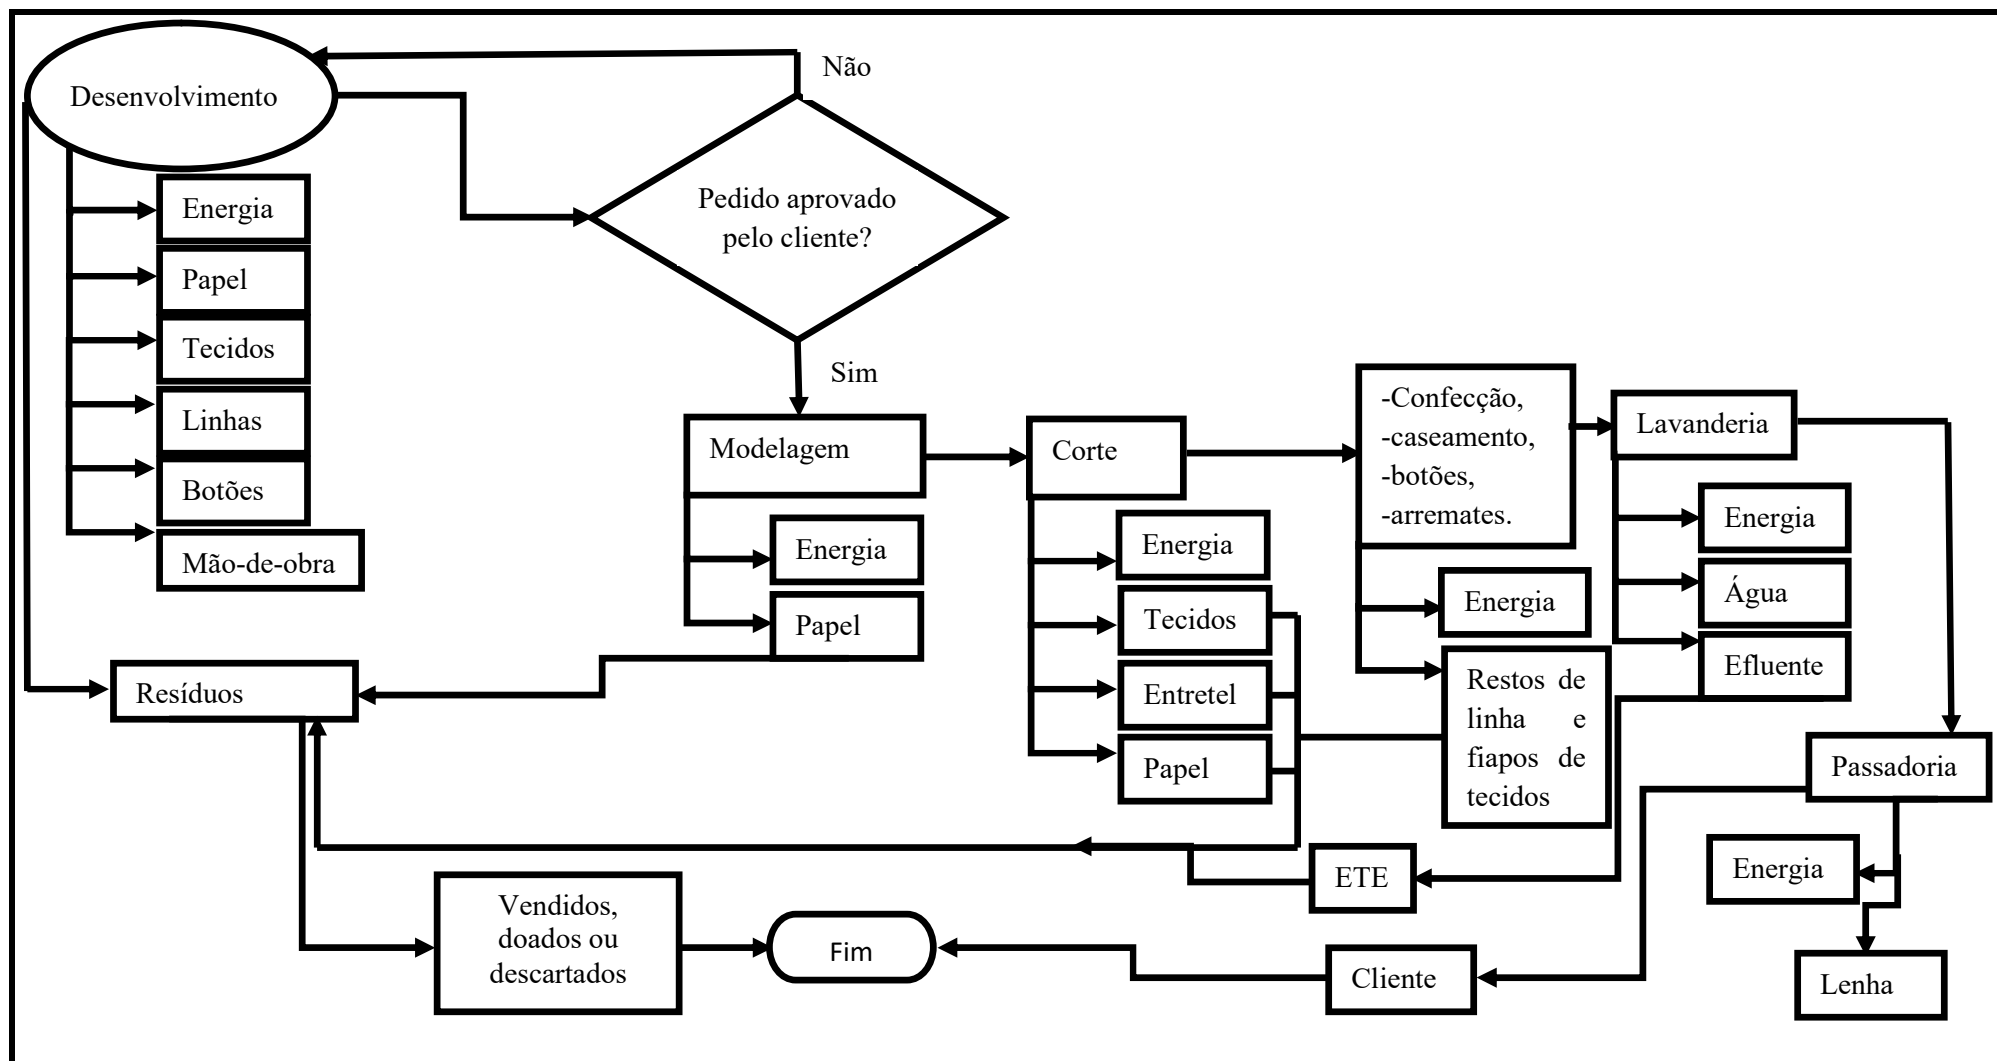 Desenvolvimento
Não
Pedido aprovado
pelo cliente?
Sim
Energia
Papel
Tecidos
Linhas
Botões
Mão-de-obra
Resíduos
Modelagem
Energia
Papel
Corte
Energia
Tecidos
Entretel
Papel
-Confecção,
-caseamento,
-botões,
-arremates.
Energia
Restos de
linha e
fiapos de
tecidos
Lavanderia
Energia
Água
Efluente
Passadoria
Energia
Lenha
ETE
Cliente
Vendidos,
doados ou
descartados
Fim